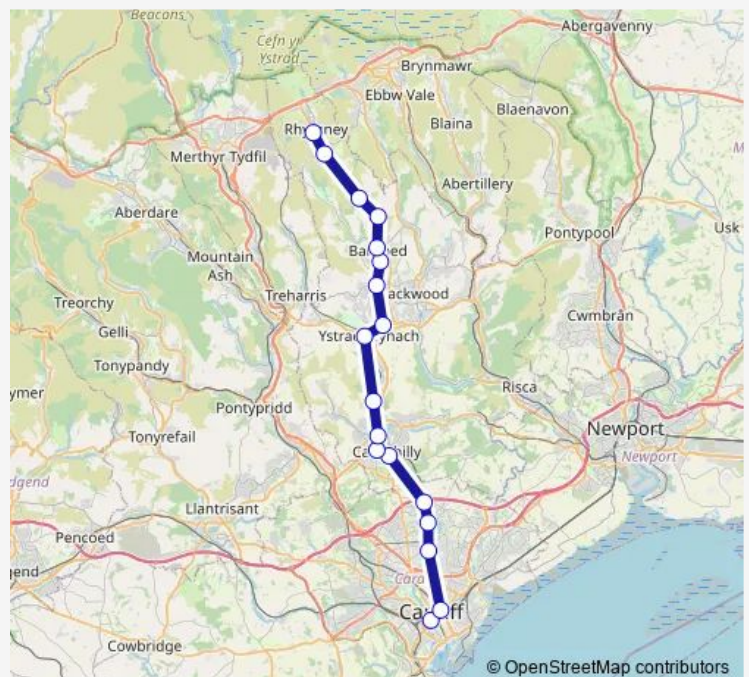 Beacons
Abergavenny
Cefn yr
Ystrad
Brynmawr
Ebbw Vale
Blaenavon
Blaina
Merthyr Tydfil
Abertillery
Aberdare
Usk
Pontypool
Mountain
Ash
Treharris
Treorchy
Cwmbrân
Gelli
Tonypandy
Risca
Pontypridd
Newport
Tonyrefail
Newport
Llantrisant
Pencoed
Cowbridge
© OpenStreetMap contributors